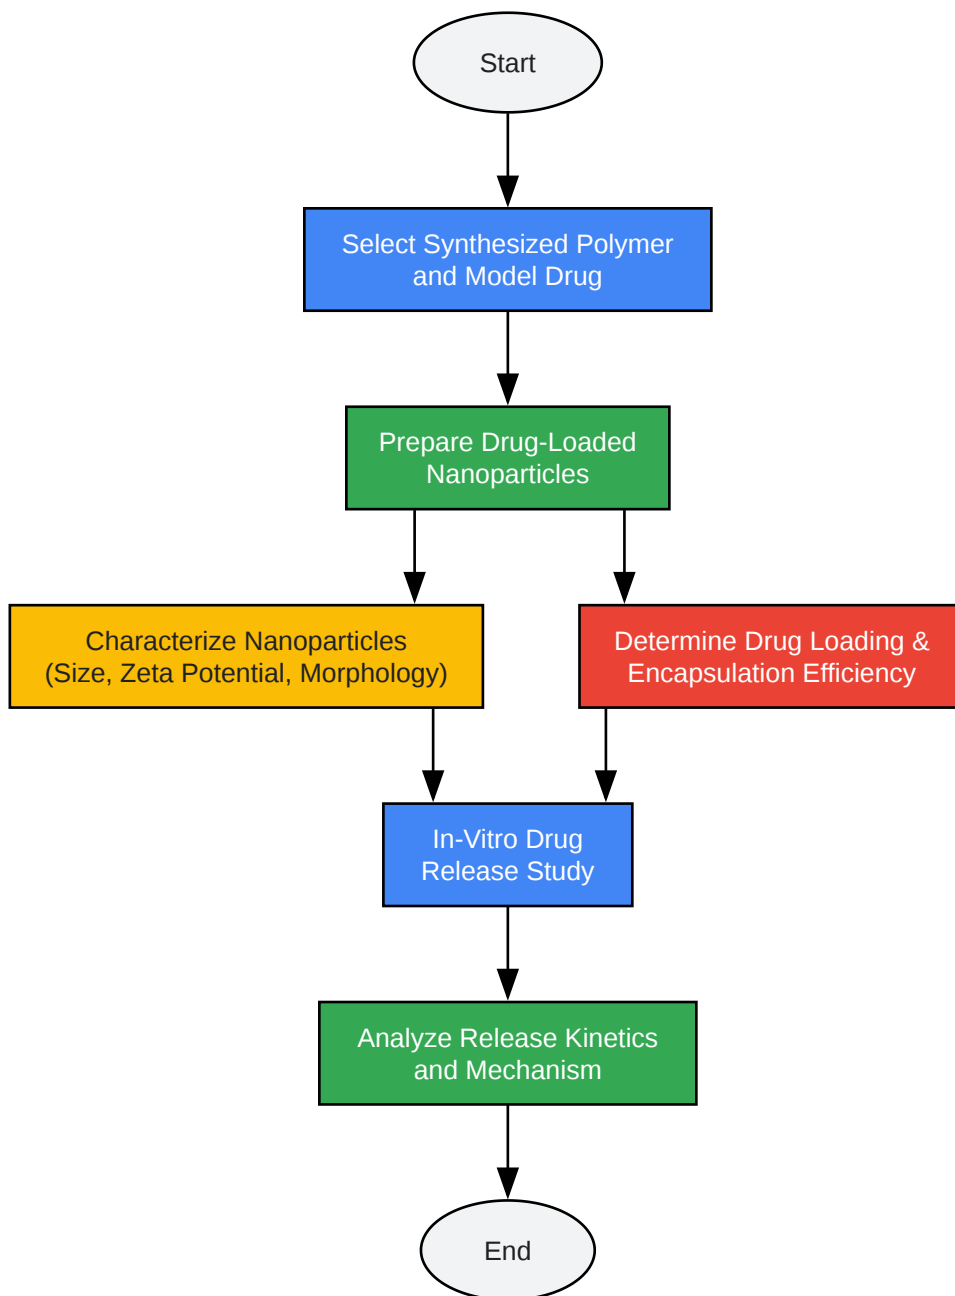 Start
Select Synthesized Polymer
and Model Drug
Prepare Drug-Loaded
Nanoparticles
Characterize Nanoparticles
(Size, Zeta Potential, Morphology)
Determine Drug Loading &
Encapsulation Efficiency
In-Vitro Drug
Release Study
Analyze Release Kinetics
and Mechanism
End